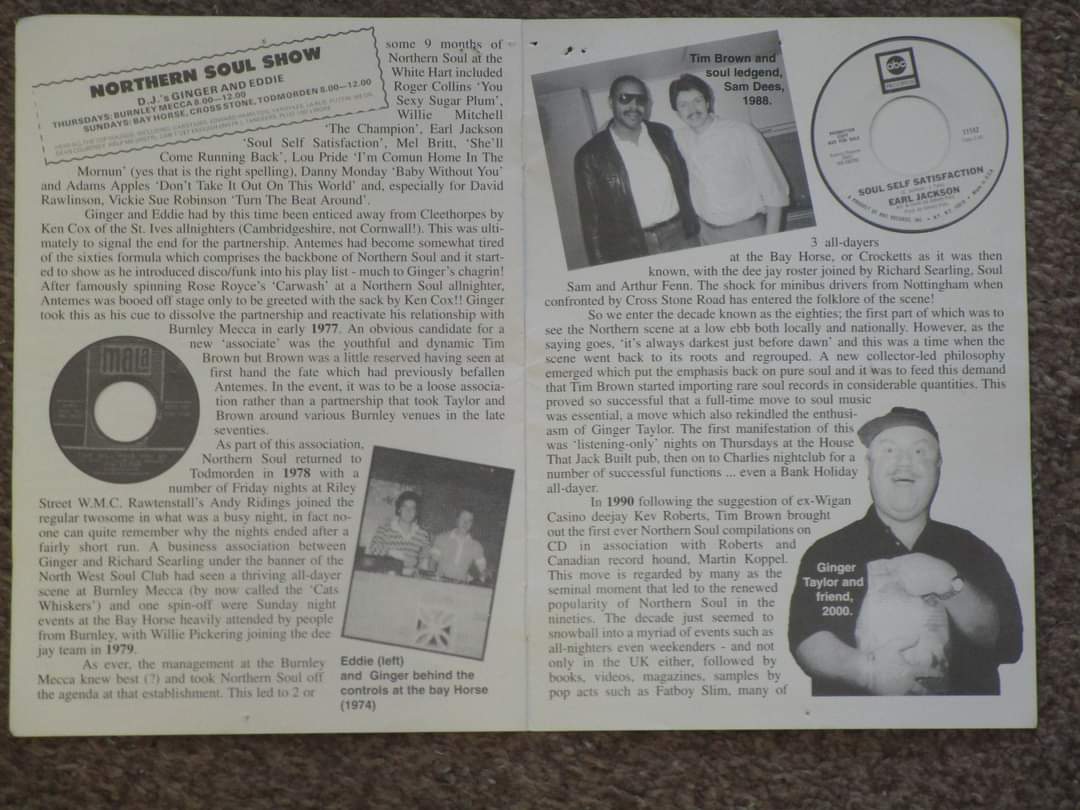 NORTHERN SOUL SHOW
D.J.'s GINGER AND EDDIE
THURSDAYS: BURNLEY MECCA 8.00—12.00
SUNDAYS: BAY HORSE, CROSS STONE, TODMORDEN 8.00—12.00
some 9 months of
Northern Soul at the
White Hart included
Roger Collins 'You
Sexy Sugar Plum',
Willie Mitchell
'The Champion', Earl Jackson
'Soul Self Satisfaction', Mel Britt, 'She'll
Come Running Back', Lou Pride 'I'm Comun Home In The
Mornun' (yes that is the right spelling), Danny Monday 'Baby Without You'
and Adams Apples 'Don't Take It Out On This World' and, especially for David
Rawlinson, Vickie Sue Robinson 'Turn The Beat Around'.
Ginger and Eddie had by this time been enticed away from Cleethorpes by
Ken Cox of the St. Ives allnighters (Cambridgeshire, not Cornwall!). This was ulti-
mately to signal the end for the partnership. Antemes had become somewhat tired
of the sixties formula which comprises the backbone of Northern Soul and it start-
ed to show as he introduced disco/funk into his play list - much to Ginger's chagrin!
After famously spinning Rose Royce's 'Carwash' at a Northern Soul allnighter,
Antemes was booed off stage only to be greeted with the sack by Ken Cox!! Ginger
took this as his cue to dissolve the partnership and reactivate his relationship with
Burnley Mecca in early 1977. An obvious candidate for a
new 'associate' was the youthful and dynamic Tim
Brown but Brown was a little reserved having seen at
first hand the fate which had previously befallen
Antemes. In the event, it was to be a loose associa-
tion rather than a partnership that took Taylor and
Brown around various Burnley venues in the late
seventies.
mala
As part of this association,
Northern Soul returned to
Todmorden in 1978 with a
number of Friday nights at Riley
Street W.M.C. Rawtenstall's Andy Ridings joined the
regular twosome in what was a busy night, in fact no-
one can quite remember why the nights ended after a
fairly short run. A business association between
Ginger and Richard Searling under the banner of the
North West Soul Club had seen a thriving all-dayer
scene at Burnley Mecca (by now called the 'Cats
Whiskers') and one spin-off were Sunday night
events at the Bay Horse heavily attended by people
from Burnley, with Willie Pickering joining the dee
jay team in 1979.
As ever, the management at the Burnley
Mecca knew best (?) and took Northern Soul off
the agenda at that establishment. This led to 2 or
Eddie (left)
and Ginger behind the
controls at the bay Horse
(1974)
Tim Brown and
soul ledgend,
Sam Dees,
1988.
abc
RECORDS
PROMOTION
COPY
NOT FOR SALE
11142
SOUL SELF SATISFACTION
EARL JACKSON
3 all-dayers
at the Bay Horse, or Crocketts as it was then
known, with the dee jay roster joined by Richard Searling, Soul
Sam and Arthur Fenn. The shock for minibus drivers from Nottingham when
confronted by Cross Stone Road has entered the folklore of the scene!
So we enter the decade known as the eighties; the first part of which was to
see the Northern scene at a low ebb both locally and nationally. However, as the
saying goes, 'it's always darkest just before dawn' and this was a time when the
scene went back to its roots and regrouped. A new collector-led philosophy
emerged which put the emphasis back on pure soul and it was to feed this demand
that Tim Brown started importing rare soul records in considerable quantities. This
proved so successful that a full-time move to soul music
was essential, a move which also rekindled the enthusi-
asm of Ginger Taylor. The first manifestation of this
was 'listening-only' nights on Thursdays at the House
That Jack Built pub, then on to Charlies nightclub for a
number of successful functions ... even a Bank Holiday
all-dayer.
In 1990 following the suggestion of ex-Wigan
Casino deejay Kev Roberts, Tim Brown brought
out the first ever Northern Soul compilations on
CD in association with Roberts and
Canadian record hound, Martin Koppel.
This move is regarded by many as the
seminal moment that led to the renewed
popularity of Northern Soul in the
nineties. The decade just seemed to
snowball into a myriad of events such as
all-nighters even weekenders - and not
only in the UK either, followed by
books, videos, magazines, samples by
pop acts such as Fatboy Slim, many of
Ginger
Taylor and
friend,
2000.